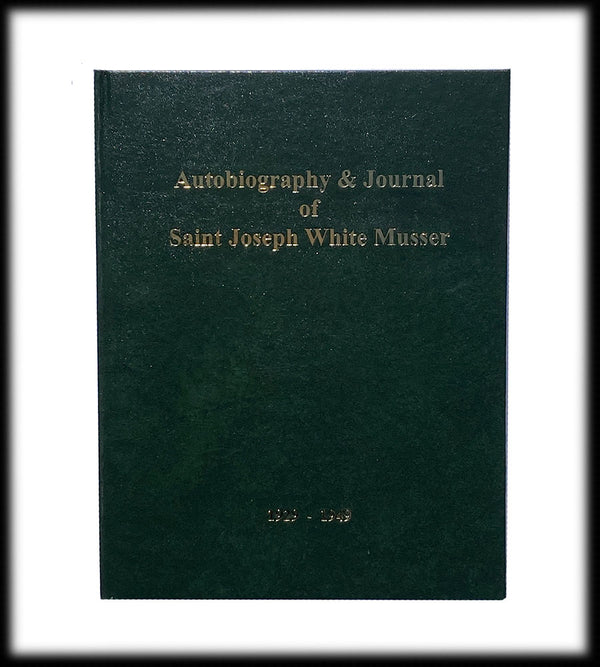 Autobiography & Journal
of
Saint Joseph White Musser
1929 - 1949